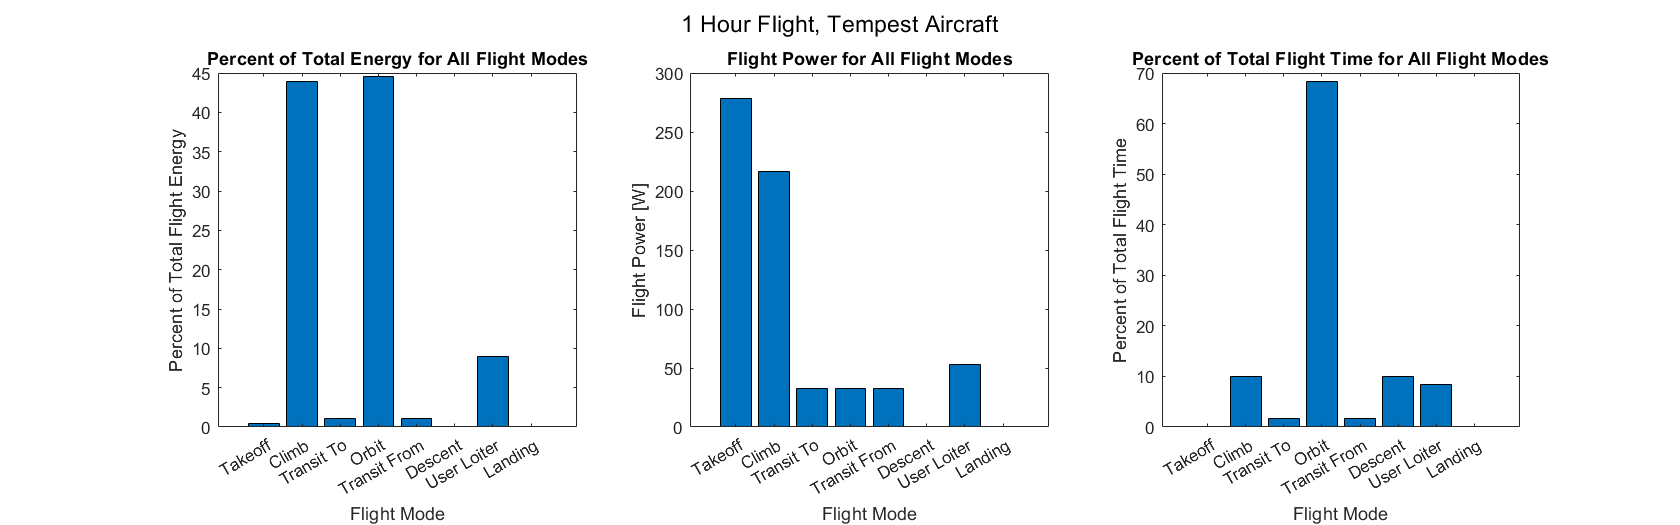 1 Hour Flight, Tempest Aircraft
Percent of Total Energy for All Flight Modes
Percent of Total Flight Energy
45
40
35
30
25
20
15
10
5
0
Takeoff
Climb
Transit To
Orbit
Transit From
Descent
User Loiter
Landing
Flight Mode
Flight Power for All Flight Modes
Flight Power [W]
300
250
200
150
100
50
0
Takeoff
Climb
Transit To
Orbit
Transit From
Descent
User Loiter
Landing
Flight Mode
Percent of Total Flight Time for All Flight Modes
Percent of Total Flight Time
70
60
50
40
30
20
10
0
Takeoff
Climb
Transit To
Orbit
Transit From
Descent
User Loiter
Landing
Flight Mode